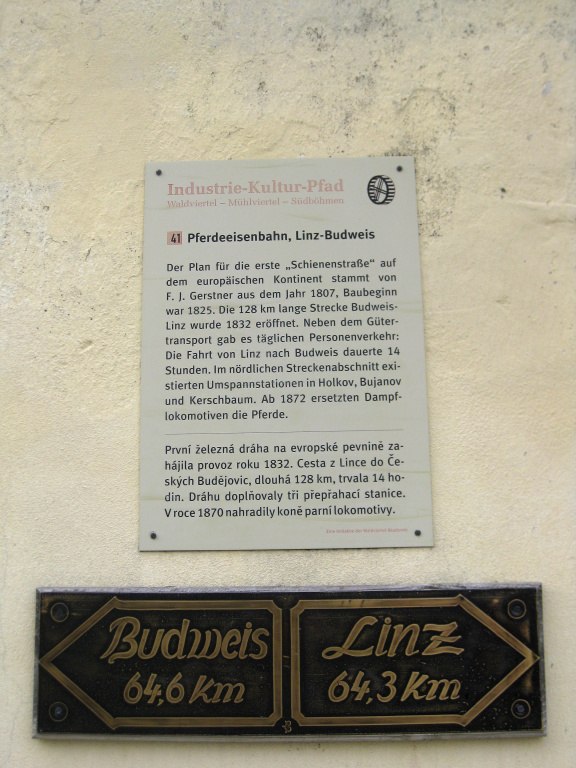 Industrie-Kultur-Pfad
Waldviertel – Mühlviertel – Südböhmen
41 Pferdeeisenbahn, Linz-Budweis
Der Plan für die erste „Schienenstraße“ auf
dem europäischen Kontinent stammt von
F. J. Gerstner aus dem Jahr 1807, Baubeginn
war 1825. Die 128 km lange Strecke Budweis-
Linz wurde 1832 eröffnet. Neben dem Güter-
transport gab es täglichen Personenverkehr:
Die Fahrt von Linz nach Budweis dauerte 14
Stunden. Im nördlichen Streckenabschnitt exi-
stierten Umspannstationen in Holkov, Bujanov
und Kerschbaum. Ab 1872 ersetzten Dampf-
lokomotiven die Pferde.
První železná dráha na evropské pevnině za-
hájila provoz roku 1832. Cesta z Lince do Če-
ských Budějovic, dlouhá 128 km, trvala 14 ho-
din. Dráhu doplňovaly tři přepřahací stanice.
V roce 1870 nahradily koně parní lokomotivy.
Eine Initiative der Waldviertel Akademie
Budweis
64,6 Km
Linz
64,3 Km
B